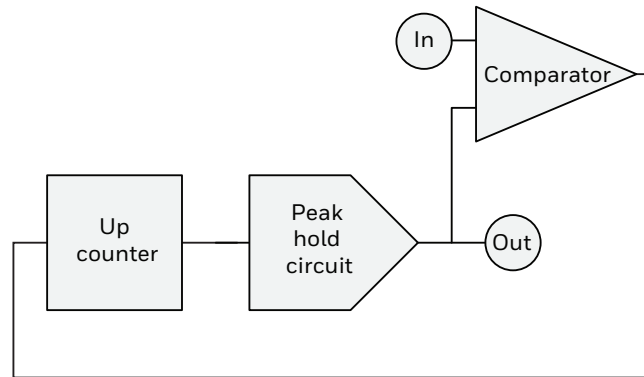 In
Comparator
Up
counter
Peak
hold
circuit
Out